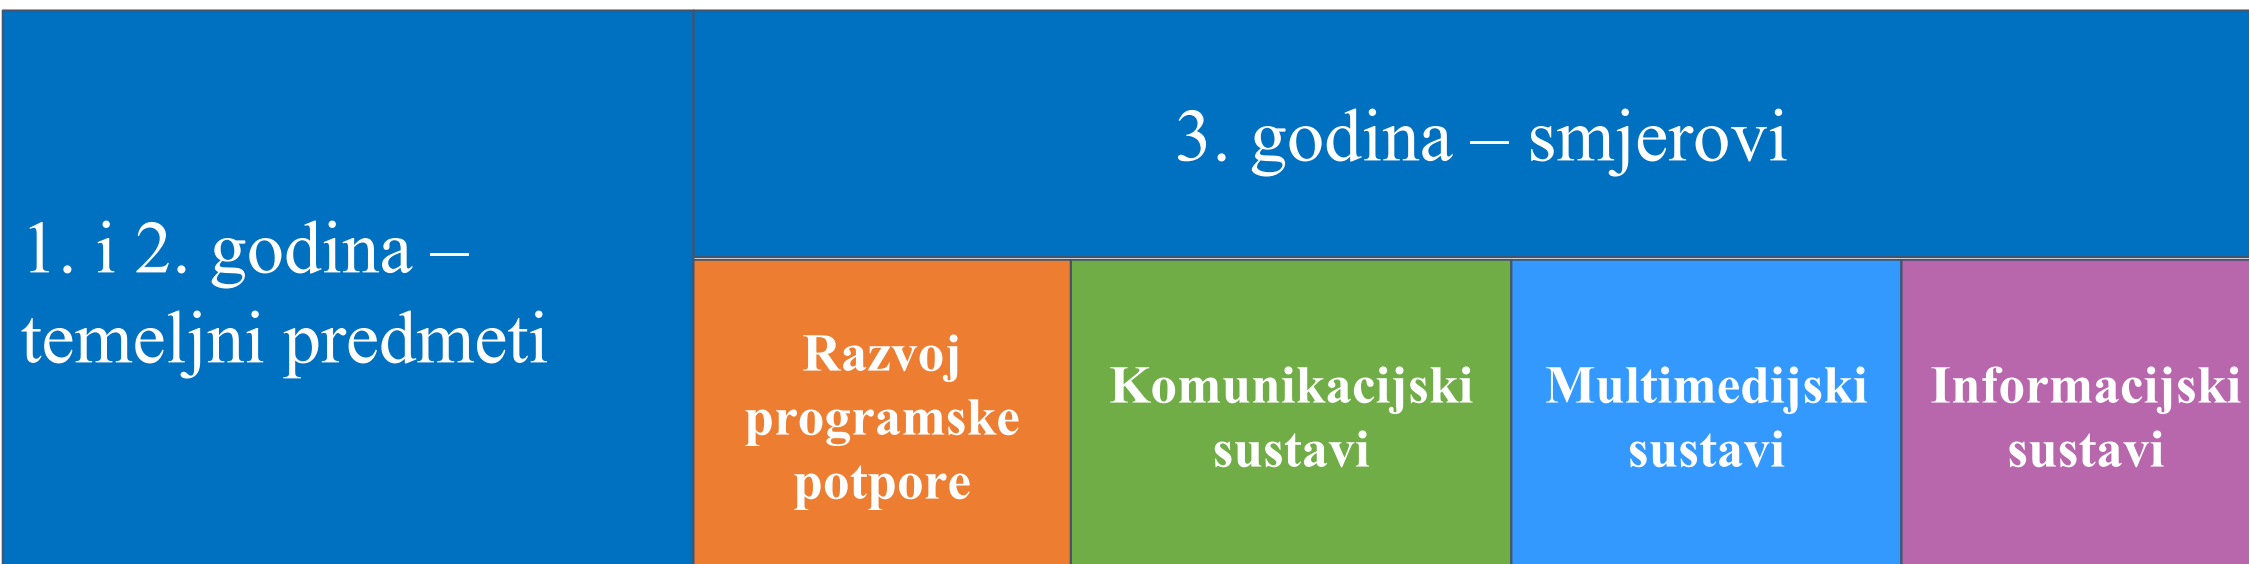 1. i 2. godina –
temeljni predmeti
3. godina – smjerovi
Razvoj
programske
potpore
Komunikacijski
sustavi
Multimedijski
sustavi
Informacijski
sustavi